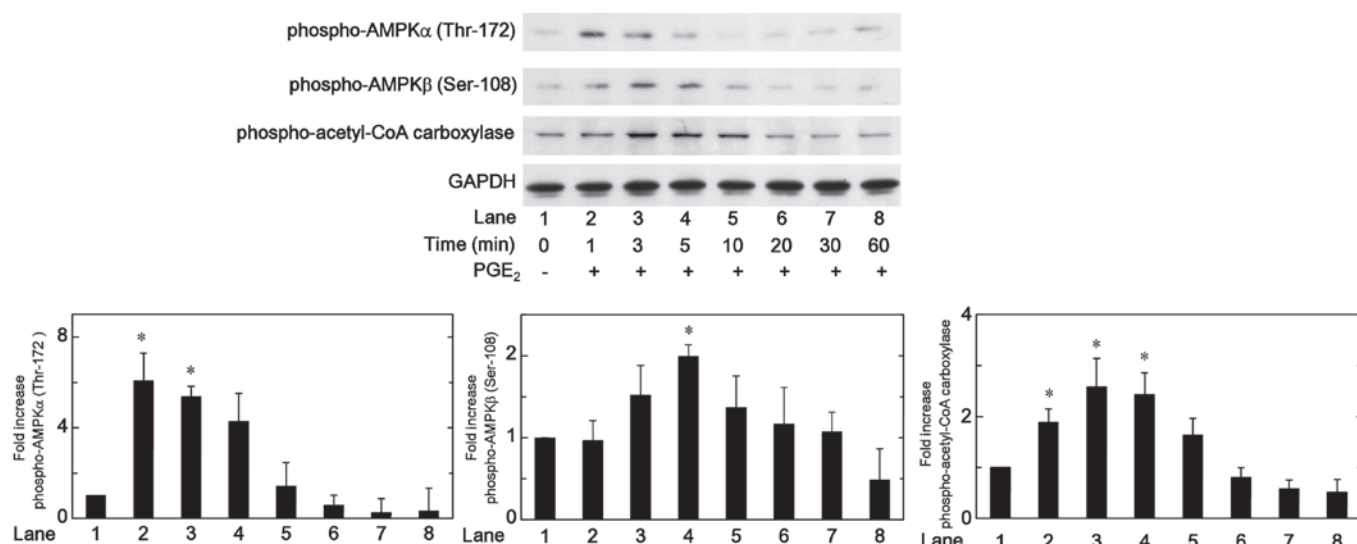 phospho-AMPKα (Thr-172)
phospho-AMPKβ (Ser-108)
phospho-acetyl-CoA carboxylase
GAPDH
Lane 1 2 3 4 5 6 7 8
Time (min) 0 1 3 5 10 20 30 60
PGE₂ - + + + + + + +
Fold increase
phospho-AMPKα (Thr-172 )
8
4
0
* *
Lane 1 2 3 4 5 6 7 8
Fold increase
phospho-AMPKβ (Ser-108)
2
1
0
*
Lane 1 2 3 4 5 6 7 8
Fold increase
phospho-acetyl-CoA carboxylase
4
2
0
* * *
Lane 1 2 3 4 5 6 7 8